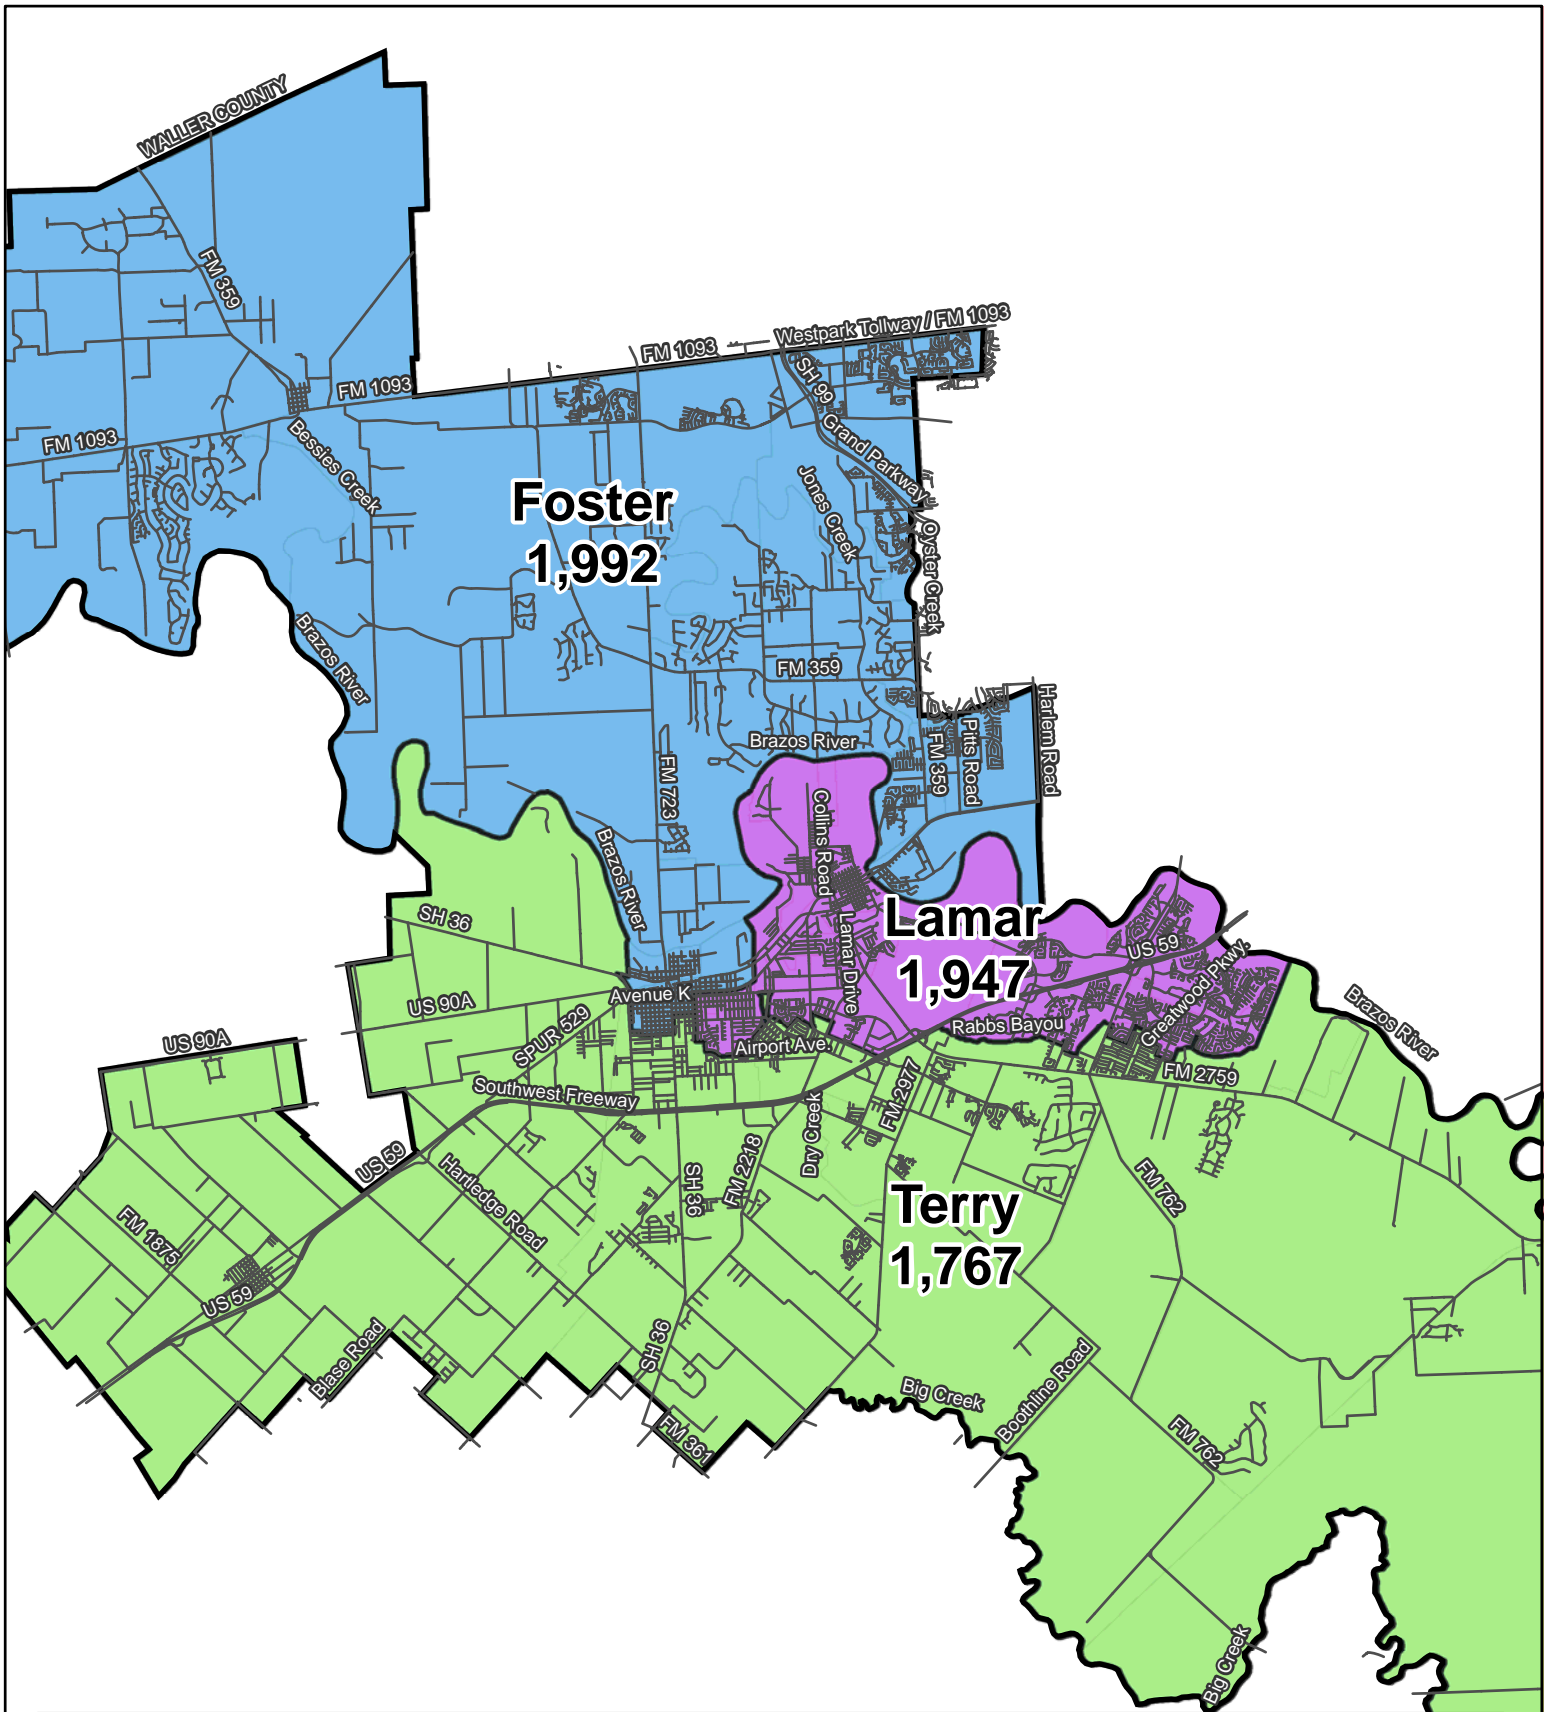 WALLER COUNTY
FM 359
Westpark Tollway / FM 1093
FM 1093
FM 1093
SH 99
FM 1093
Bessies Creek
Grand Parkway
Jones Creek
Foster
1,992
Oyster Creek
Brazos River
FM 359
Harlem Road
Pitts Road
FM 359
Brazos River
FM 723
Collins Road
Brazos River
Lamar
1,947
SH 36
Lamar Drive
US 59
Greatwood Pkwy.
US 90A
Avenue K
SPUR 529
Airport Ave.
Rabbs Bayou
Brazos River
US 90A
FM 2759
Southwest Freeway
FM 2977
Dry Creek
US 59
Hartledge Road
SH 36
FM 2218
FM 762
Terry
1,767
FM 1875
US 59
Blase Road
SH 36
Big Creek
Boothline Road
FM 361
FM 762
Big Creek